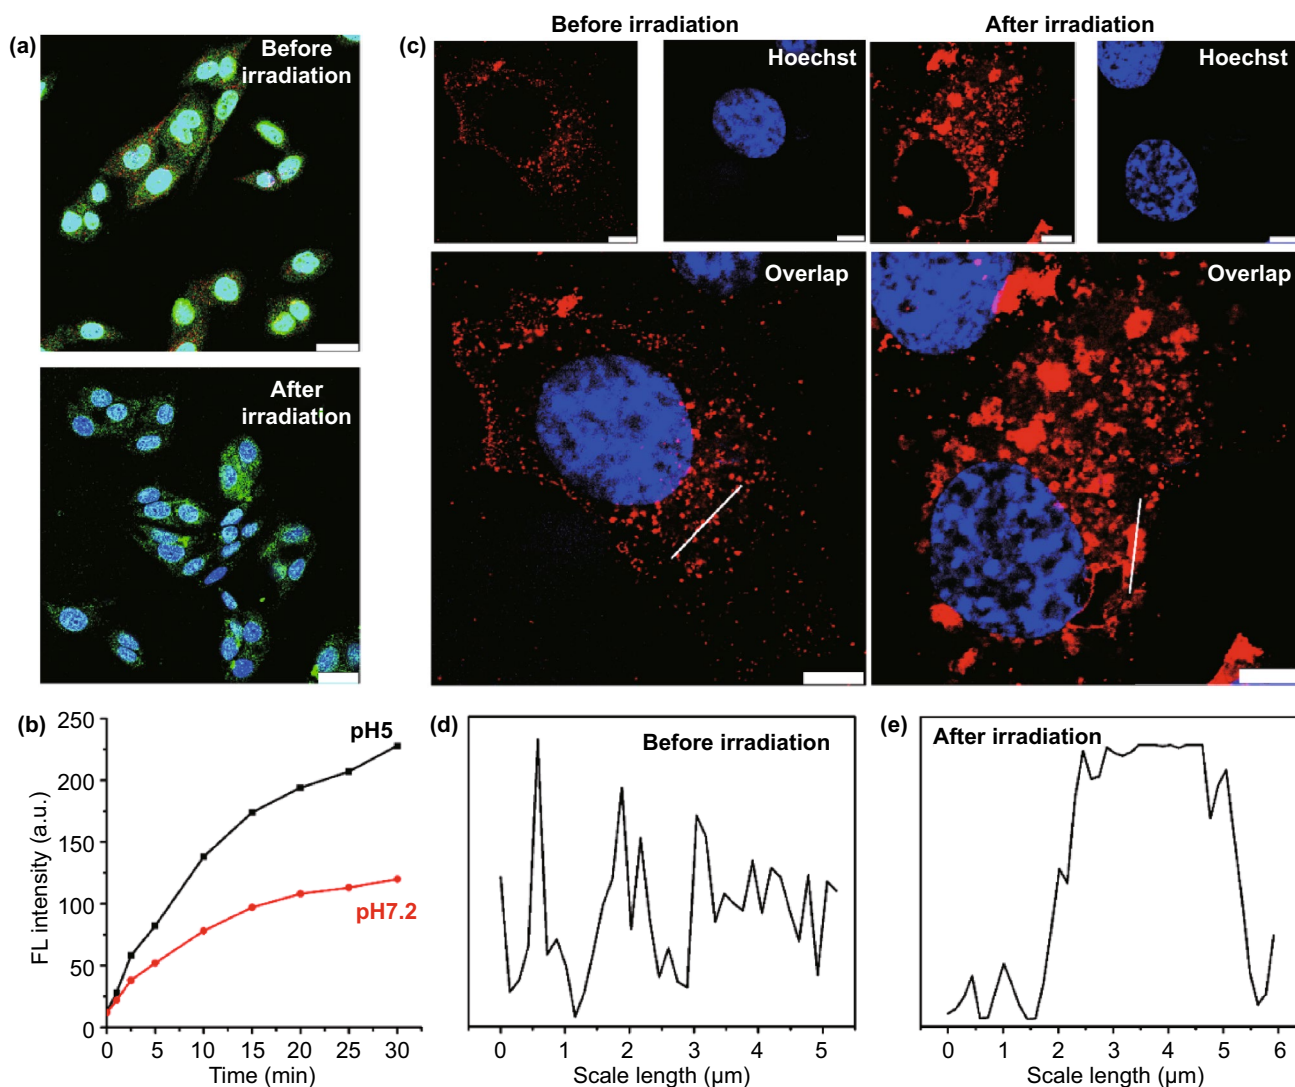 Before irradiation
After irradiation
(a)
Before
irradiation
(c)
Hoechst
Hoechst
Overlap
Overlap
After
irradiation
(b)
250
200
150
100
50
0
FL intensity (a.u.)
pH5
pH7.2
0
5
10
15
20
25
30
Time (min)
(d)
Before irradiation
0
1
2
3
4
5
Scale length (µm)
(e)
After irradiation
0
1
2
3
4
5
6
Scale length (µm)